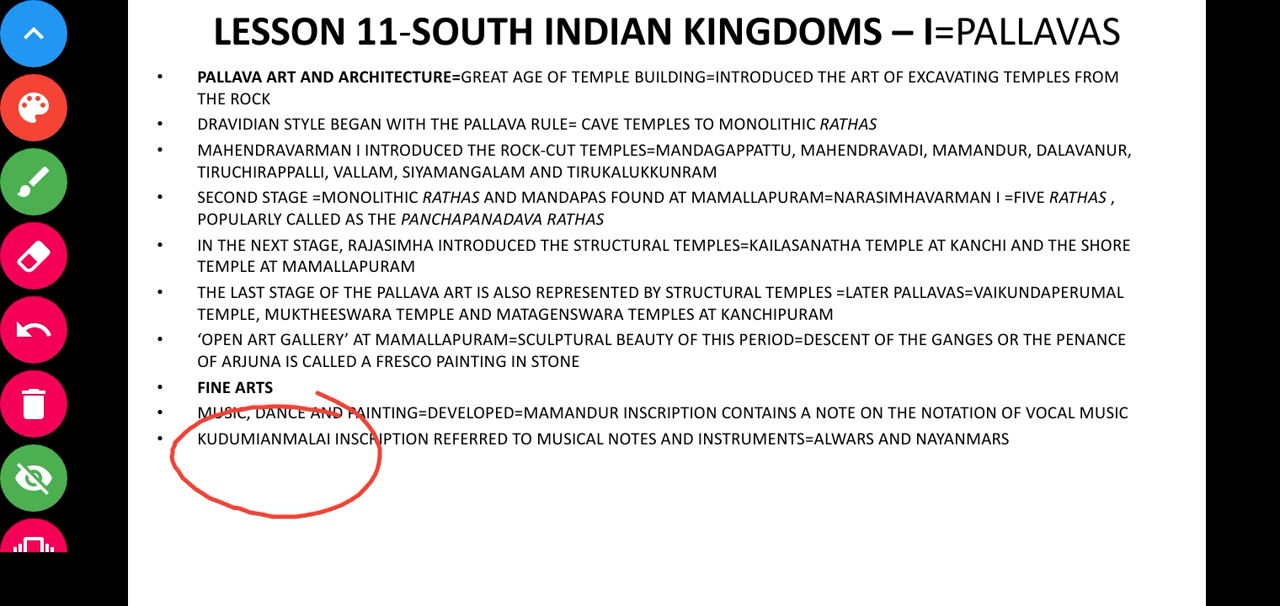 LESSON 11-SOUTH INDIAN KINGDOMS – I=PALLAVAS
• PALLAVA ART AND ARCHITECTURE=GREAT AGE OF TEMPLE BUILDING=INTRODUCED THE ART OF EXCAVATING TEMPLES FROM
THE ROCK
• DRAVIDIAN STYLE BEGAN WITH THE PALLAVA RULE= CAVE TEMPLES TO MONOLITHIC RATHAS
• MAHENDRAVARMAN I INTRODUCED THE ROCK-CUT TEMPLES=MANDAGAPPATTU, MAHENDRAVADI, MAMANDUR, DALAVANUR,
TIRUCHIRAPPALLI, VALLAM, SIYAMANGALAM AND TIRUKALUKKUNRAM
• SECOND STAGE =MONOLITHIC RATHAS AND MANDAPAS FOUND AT MAMALLAPURAM=NARASIMHAVARMAN I =FIVE RATHAS ,
POPULARLY CALLED AS THE PANCHAPANADAVA RATHAS
• IN THE NEXT STAGE, RAJASIMHA INTRODUCED THE STRUCTURAL TEMPLES=KAILASANATHA TEMPLE AT KANCHI AND THE SHORE
TEMPLE AT MAMALLAPURAM
• THE LAST STAGE OF THE PALLAVA ART IS ALSO REPRESENTED BY STRUCTURAL TEMPLES =LATER PALLAVAS=VAIKUNDAPERUMAL
TEMPLE, MUKTHEESWARA TEMPLE AND MATAGENSWARA TEMPLES AT KANCHIPURAM
• ‘OPEN ART GALLERY’ AT MAMALLAPURAM=SCULPTURAL BEAUTY OF THIS PERIOD=DESCENT OF THE GANGES OR THE PENANCE
OF ARJUNA IS CALLED A FRESCO PAINTING IN STONE
• FINE ARTS
• MUSIC, DANCE AND PAINTING=DEVELOPED=MAMANDUR INSCRIPTION CONTAINS A NOTE ON THE NOTATION OF VOCAL MUSIC
• KUDUMIANMALAI INSCRIPTION REFERRED TO MUSICAL NOTES AND INSTRUMENTS=ALWARS AND NAYANMARS